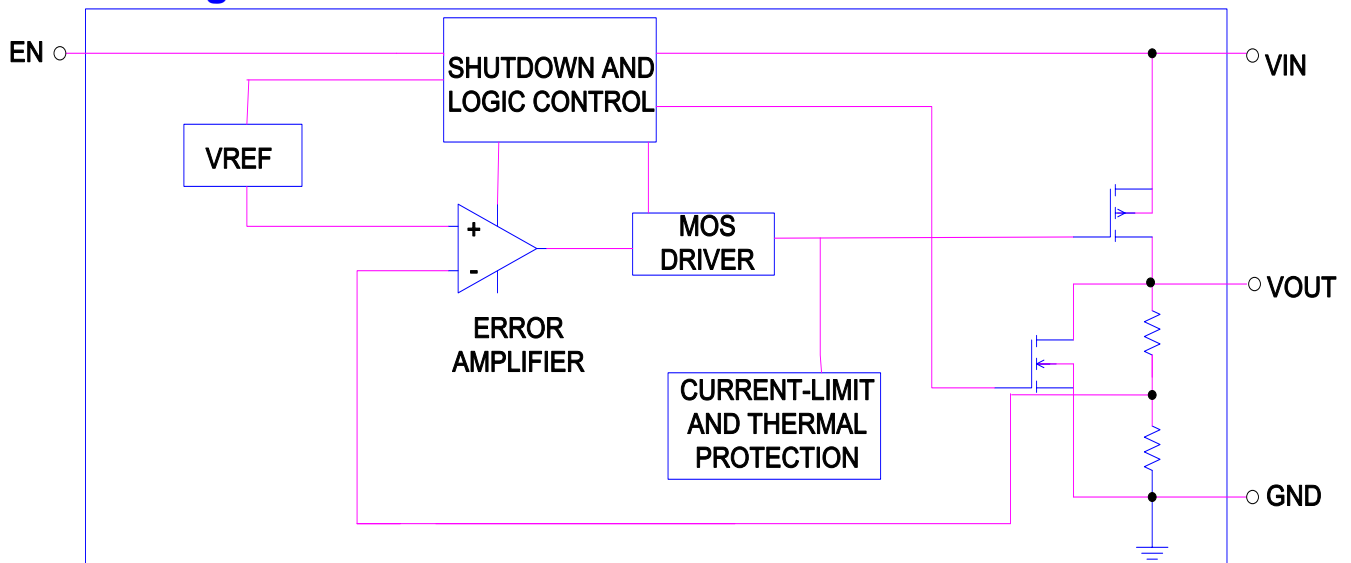 EN
SHUTDOWN AND
LOGIC CONTROL
VIN
VREF
+
-
MOS
DRIVER
VOUT
ERROR
AMPLIFIER
CURRENT-LIMIT
AND THERMAL
PROTECTION
GND